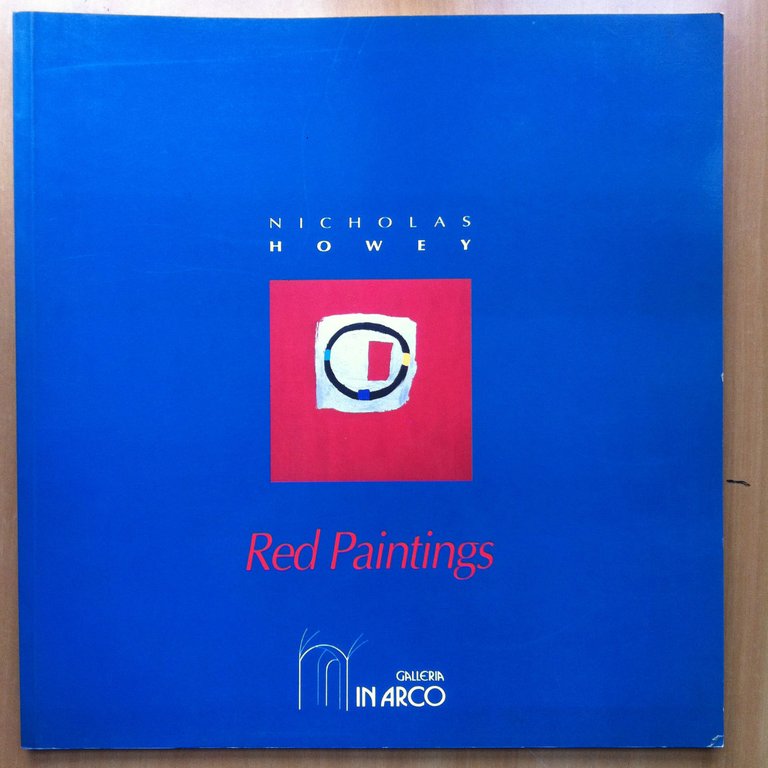 NICHOLAS
HOWEY
Red Paintings
GALLERIA
IN ARCO